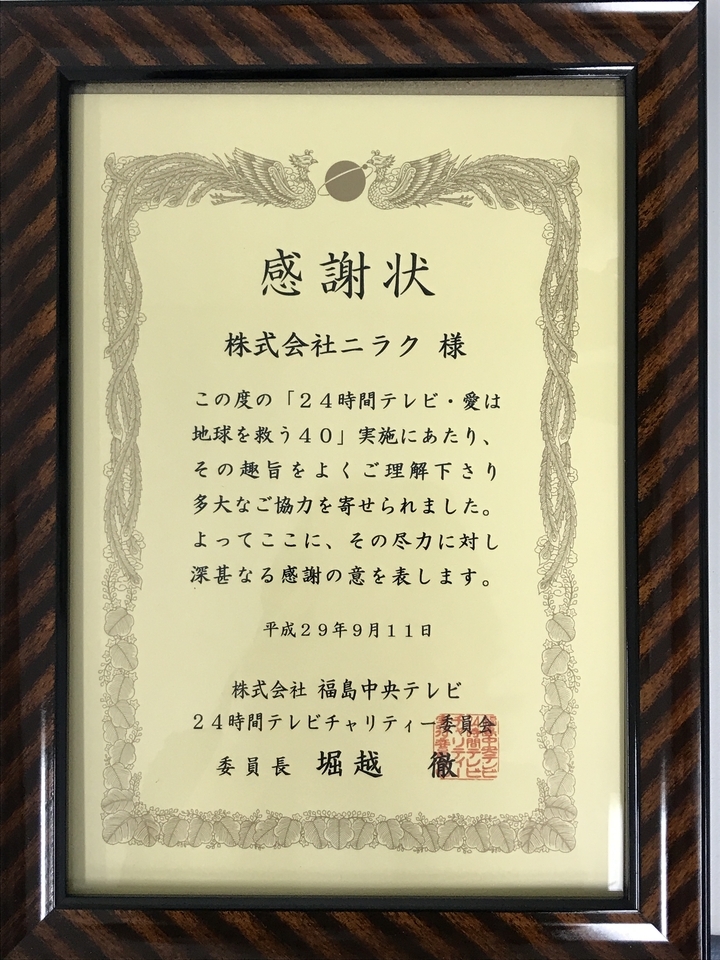 感謝状
株式会社ニラク 様
この度の「24時間テレビ・愛は
地球を救う40」実施にあたり、
その趣旨をよくご理解下さり
多大なご協力を寄せられました。
よってここに、その尽力に対し
深甚なる感謝の意を表します。
平成29年9月11日
株式会社 福島中央テレビ
24時間テレビチャリティー委員会
委員長 堀越 徹